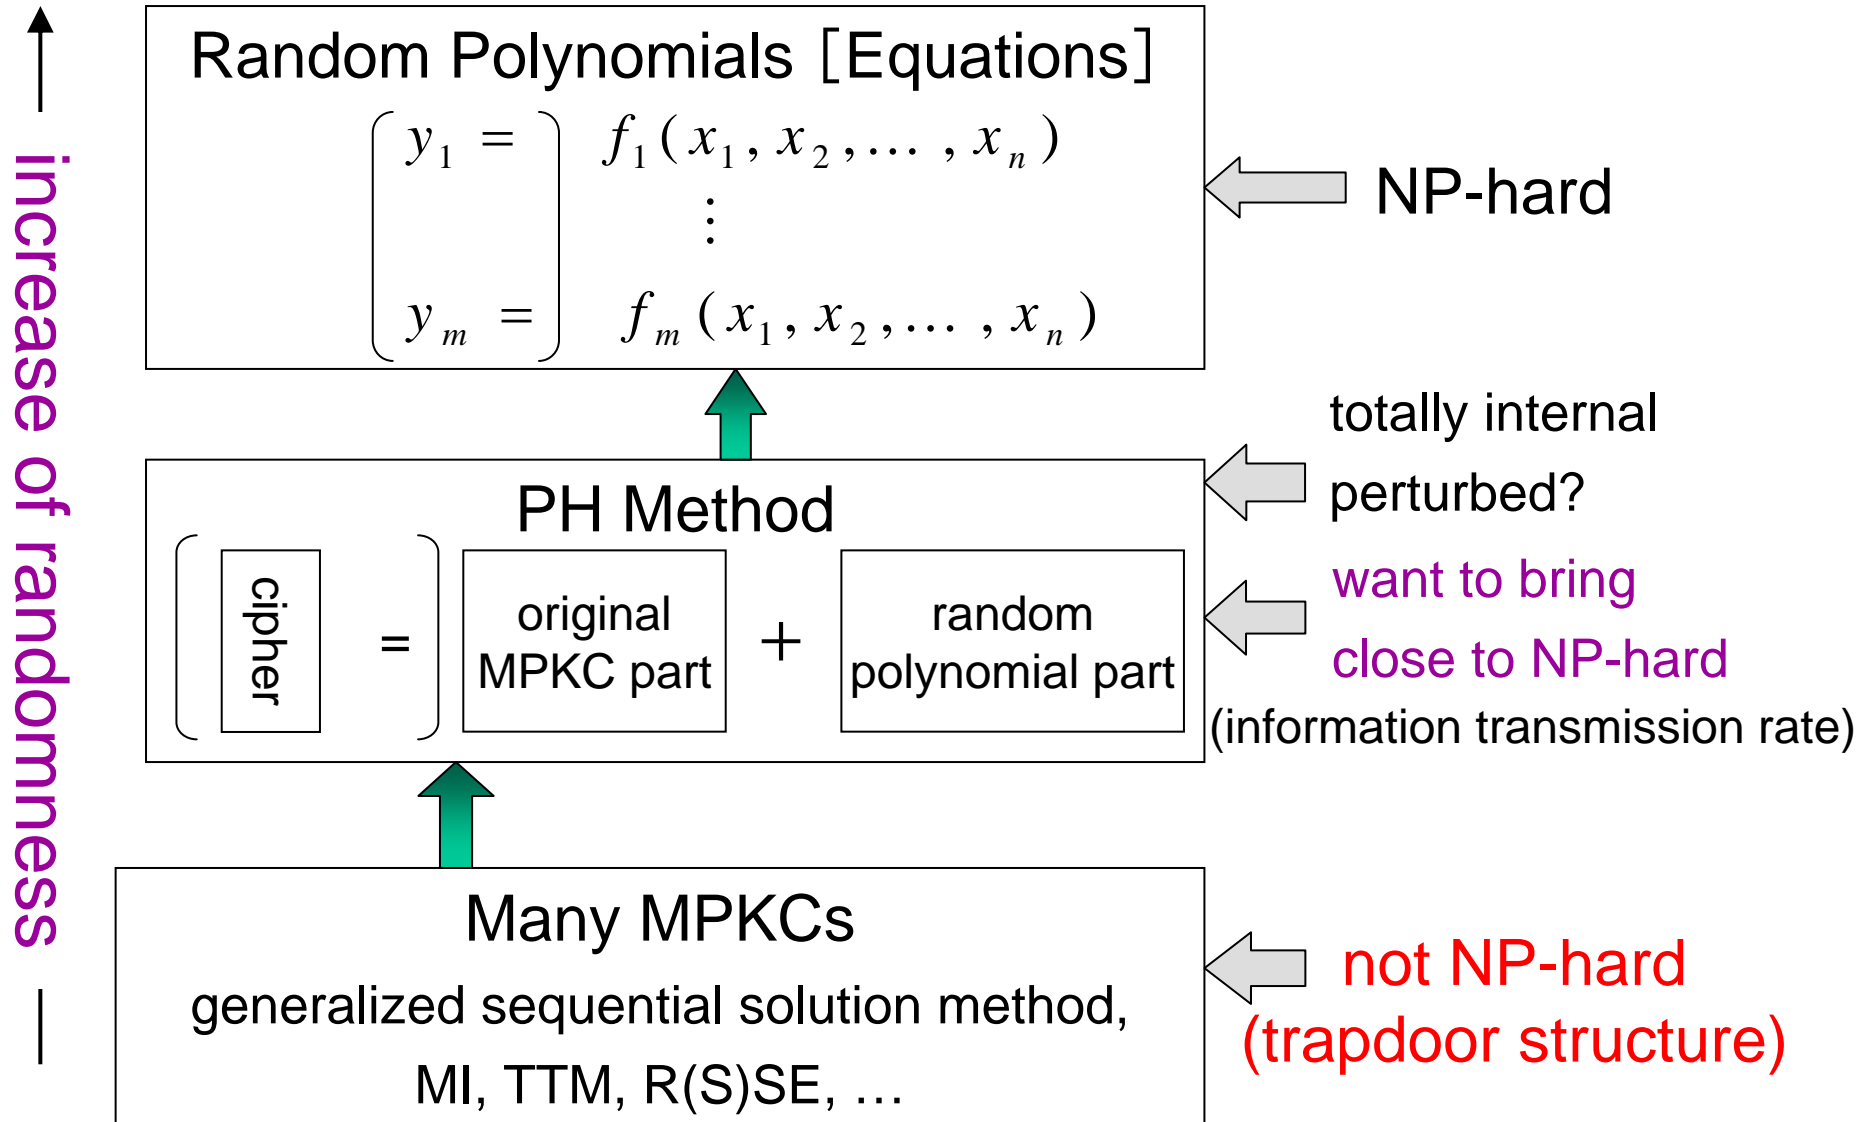 increase of randomness
Random Polynomials [Equations]
y1 = f1(x1, x2, … , xn)
⋮
ym = fm(x1, x2, … , xn)
NP-hard
totally internal
perturbed?
PH Method
cipher
=
original
MPKC part
+
random
polynomial part
want to bring
close to NP-hard
(information transmission rate)
Many MPKCs
generalized sequential solution method,
MI, TTM, R(S)SE, …
not NP-hard
(trapdoor structure)